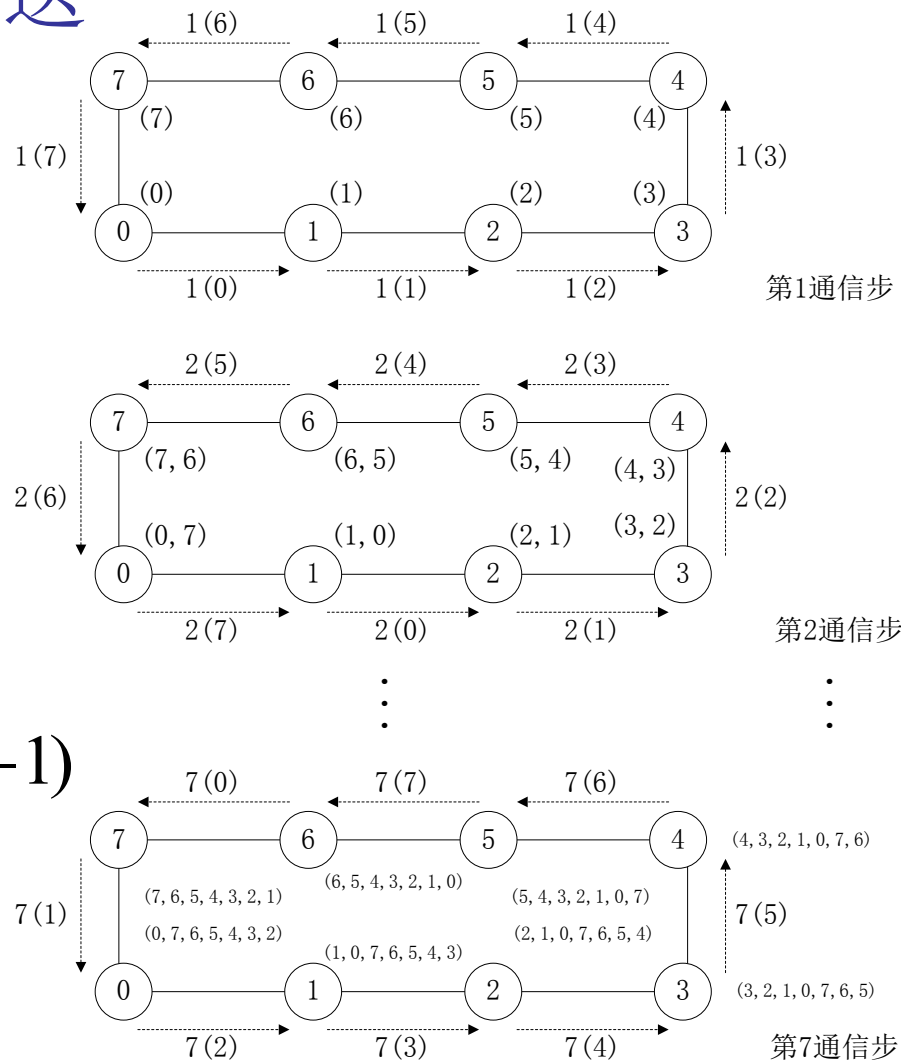 送
1(6) 1(5) 1(4)
7 6 5 4
(7) (6) (5) (4)
1(7) 1(3)
(0) (1) (2) (3)
0 1 2 3
1(0) 1(1) 1(2)
第1通信步
2(5) 2(4) 2(3)
7 6 5 4
(7,6) (6,5) (5,4) (4,3)
2(6) 2(2)
(0,7) (1,0) (2,1) (3,2)
0 1 2 3
2(7) 2(0) 2(1)
第2通信步
-1)
7(0) 7(7) 7(6)
7 6 5 4 (4,3,2,1,0,7,6)
(7,6,5,4,3,2,1) (6,5,4,3,2,1,0) (5,4,3,2,1,0,7)
7(1) 7(5)
(0,7,6,5,4,3,2) (1,0,7,6,5,4,3) (2,1,0,7,6,5,4)
0 1 2 3 (3,2,1,0,7,6,5)
7(2) 7(3) 7(4)
第7通信步